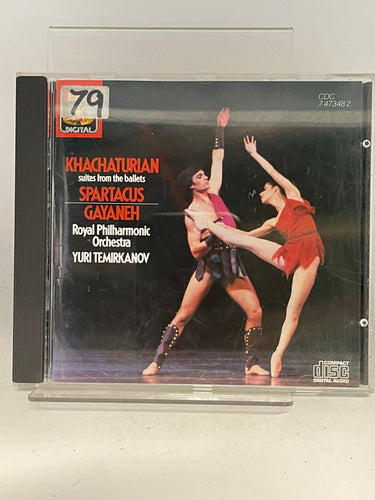 79
DIGITAL
CDC
7 47348 2
KHACHATURIAN
suites from the ballets
SPARTACUS
GAYANEH
Royal Philharmonic
Orchestra
YURI TEMIRKANOV
COMPACT
disc
DIGITAL AUDIO